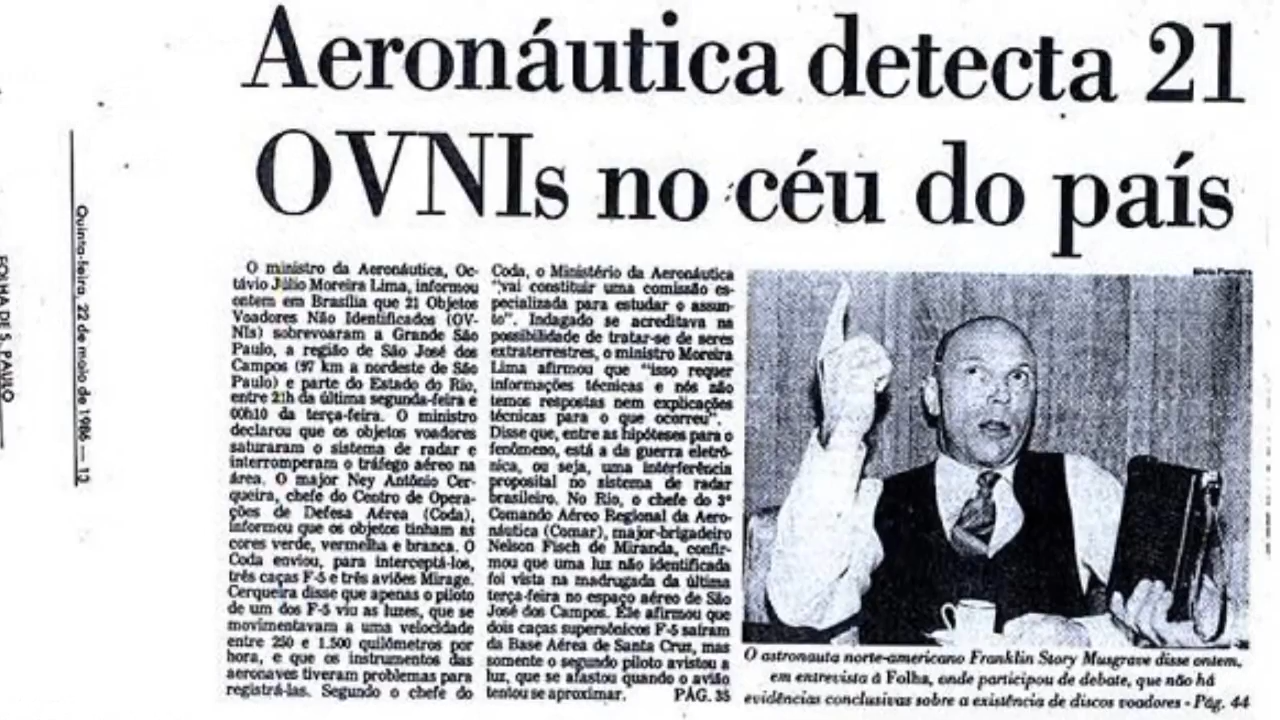 Aeronáutica detecta 21
OVNIs no céu do país
FOLHA DE S. PAULO
Quinta-feira, 22 de maio de 1986 —
O ministro da Aeronáutica, Oc-
távio Júlio Moreira Lima, informou
ontem em Brasília que 21 Objetos
Voadores Não Identificados (OV-
NIs) sobrevoaram a Grande São
Paulo, a região de São José dos
Campos (97 km a nordeste de São
Paulo) e parte do Estado do Rio,
entre 21h da última segunda-feira e
00h10 da terça-feira. O ministro
declarou que os objetos voadores
saturaram o sistema de radar e
interromperam o tráfego aéreo na
área. O major Ney Antônio Cer-
queira, chefe do Centro de Opera-
ções de Defesa Aérea (Coda),
informou que os objetos tinham as
cores verde, vermelha e branca. O
Coda enviou, para interceptá-los,
três caças F-5 e três aviões Mirage.
Cerqueira disse que apenas o piloto
de um dos F-5 viu as luzes, que se
movimentavam a uma velocidade
entre 250 e 1.500 quilômetros por
hora, e que os instrumentos das
aeronaves tiveram problemas para
registrá-las. Segundo o chefe do
Coda, o Ministério da Aeronáutica
"vai constituir uma comissão es-
pecializada para estudar o assun-
to". Indagado se acreditava na
possibilidade de tratar-se de seres
extraterrestres, o ministro Moreira
Lima afirmou que "isso requer
informações técnicas e nós não
temos respostas nem explicações
técnicas para o que ocorreu".
Disse que, entre as hipóteses para o
fenômeno, está a da guerra eletrô-
nica, ou seja, uma interferência
proposital no sistema de radar
brasileiro. No Rio, o chefe do 3º
Comando Aéreo Regional da Aero-
náutica (Comar), major-brigadeiro
Nelson Fisch de Miranda, confir-
mou que uma luz não identificada
foi vista na madrugada da última
terça-feira no espaço aéreo de São
José dos Campos. Ele afirmou que
dois caças supersônicos F-5 saíram
da Base Aérea de Santa Cruz, mas
somente o segundo piloto avistou a
luz, que se afastou quando o avião
tentou se aproximar. PÁG. 35
O astronauta norte-americano Franklin Story Musgrave disse ontem,
em entrevista à Folha, onde participou de debate, que não há
evidências conclusivas sobre a existência de discos voadores - Pág. 44